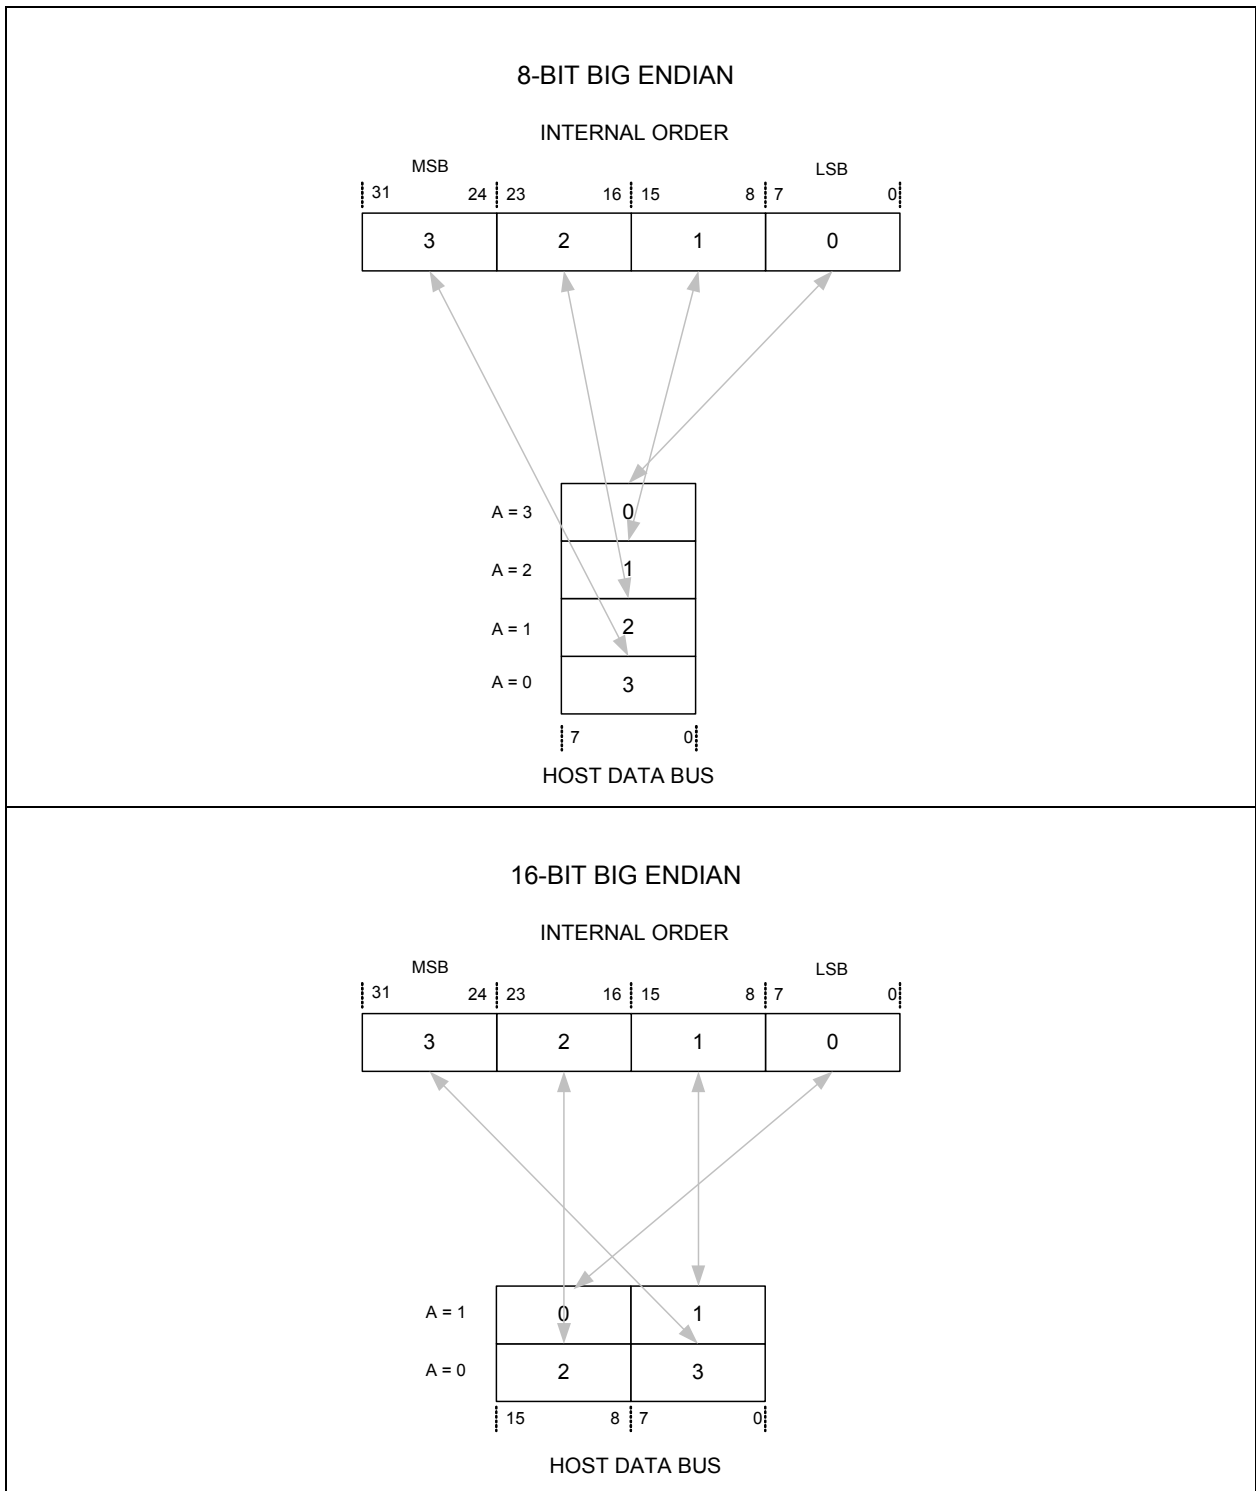 8-BIT BIG ENDIAN
INTERNAL ORDER
MSB LSB
31 24 23 16 15 8 7 0
3 2 1 0
A = 3 0
A = 2 1
A = 1 2
A = 0 3
7 0
HOST DATA BUS
16-BIT BIG ENDIAN
INTERNAL ORDER
MSB LSB
31 24 23 16 15 8 7 0
3 2 1 0
A = 1 0 1
A = 0 2 3
15 8 7 0
HOST DATA BUS